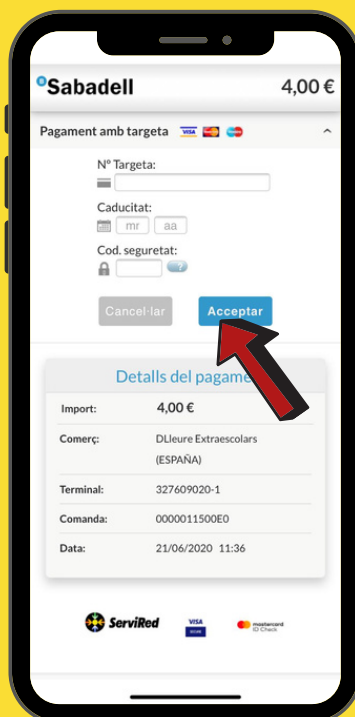 Sabadell 4,00 €
Pagament amb targeta VISA
Nº Targeta:
Caducitat:
mr aa
Cod. seguretat:
?
Cancel·lar Acceptar
Detalls del pagame
Import: 4,00 €
Comerç: DLleure Extraescolars
(ESPAÑA)
Terminal: 327609020-1
Comanda: 0000011500E0
Data: 21/06/2020 11:36
ServiRed VISA mastercard
ID Check